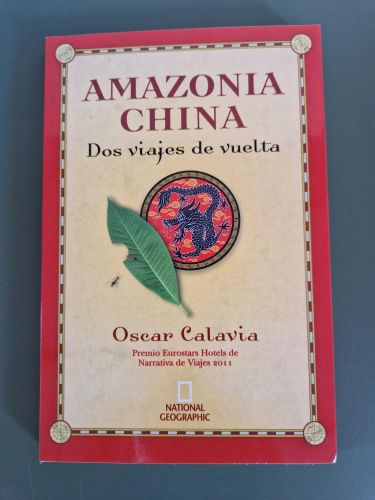 AMAZONIA
CHINA
Dos viajes de vuelta
Oscar Calavia
Premio Eurostars Hotels de
Narrativa de Viajes 2011
NATIONAL
GEOGRAPHIC